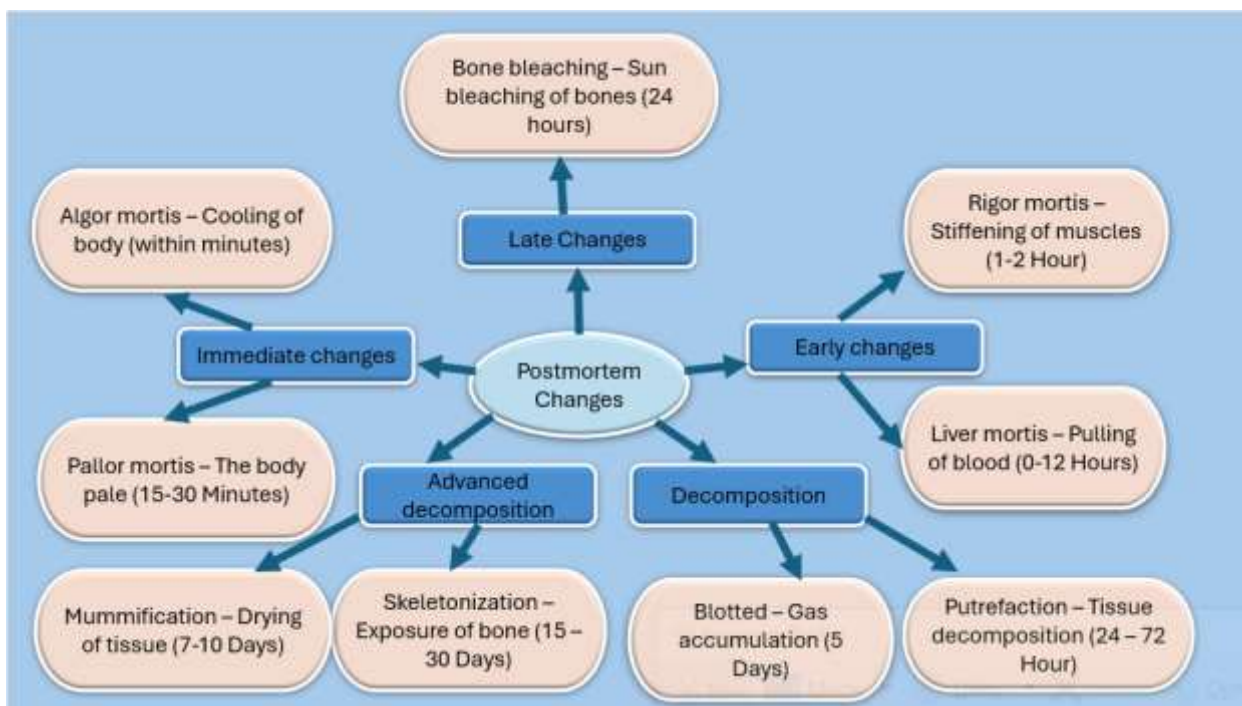 Bone bleaching – Sun
bleaching of bones (24
hours)
Algor mortis – Cooling of
body (within minutes)
Late Changes
Rigor mortis –
Stiffening of muscles
(1-2 Hour)
Immediate changes
Early changes
Postmortem
Changes
Pallor mortis – The body
pale (15-30 Minutes)
Liver mortis – Pulling
of blood (0-12 Hours)
Advanced
decomposition
Decomposition
Mummification – Drying
of tissue (7-10 Days)
Skeletonization –
Exposure of bone (15 –
30 Days)
Blotted – Gas
accumulation (5
Days)
Putrefaction – Tissue
decomposition (24 – 72
Hour)